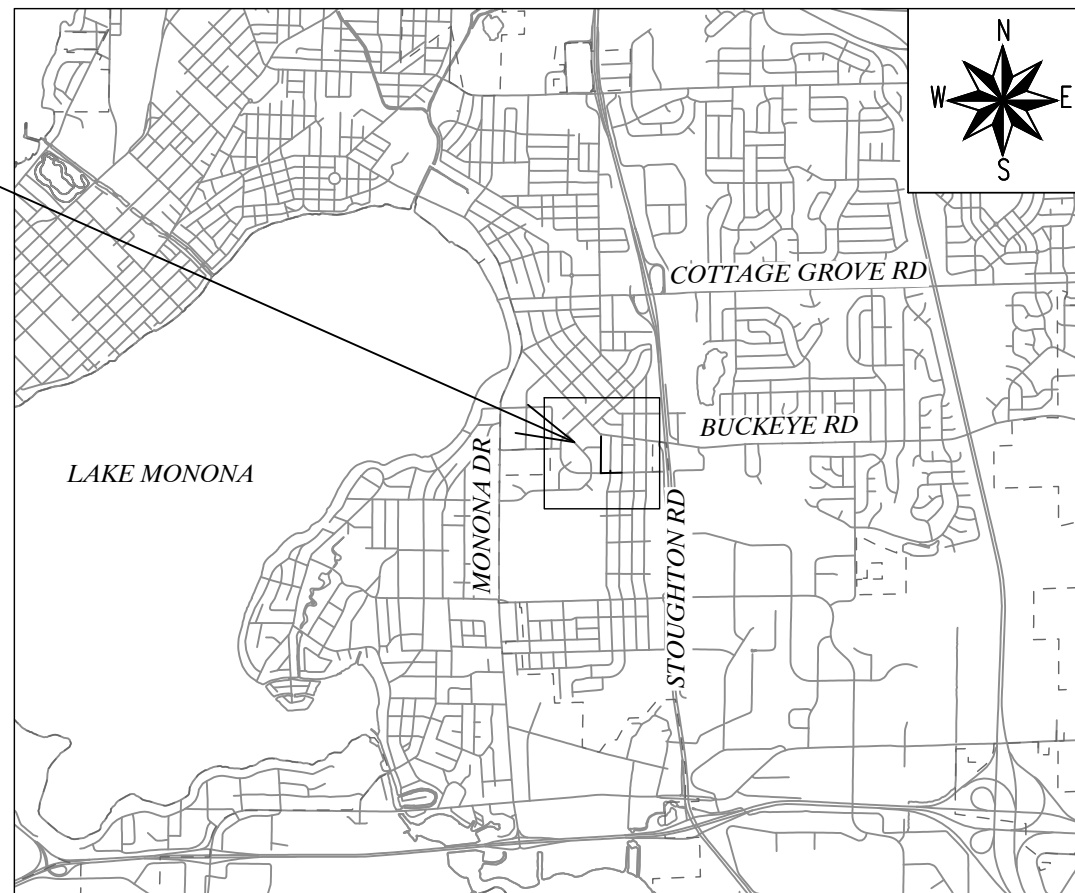 N
W E
S
COTTAGE GROVE RD
BUCKEYE RD
LAKE MONONA
MONONA DR
STOUGHTON RD